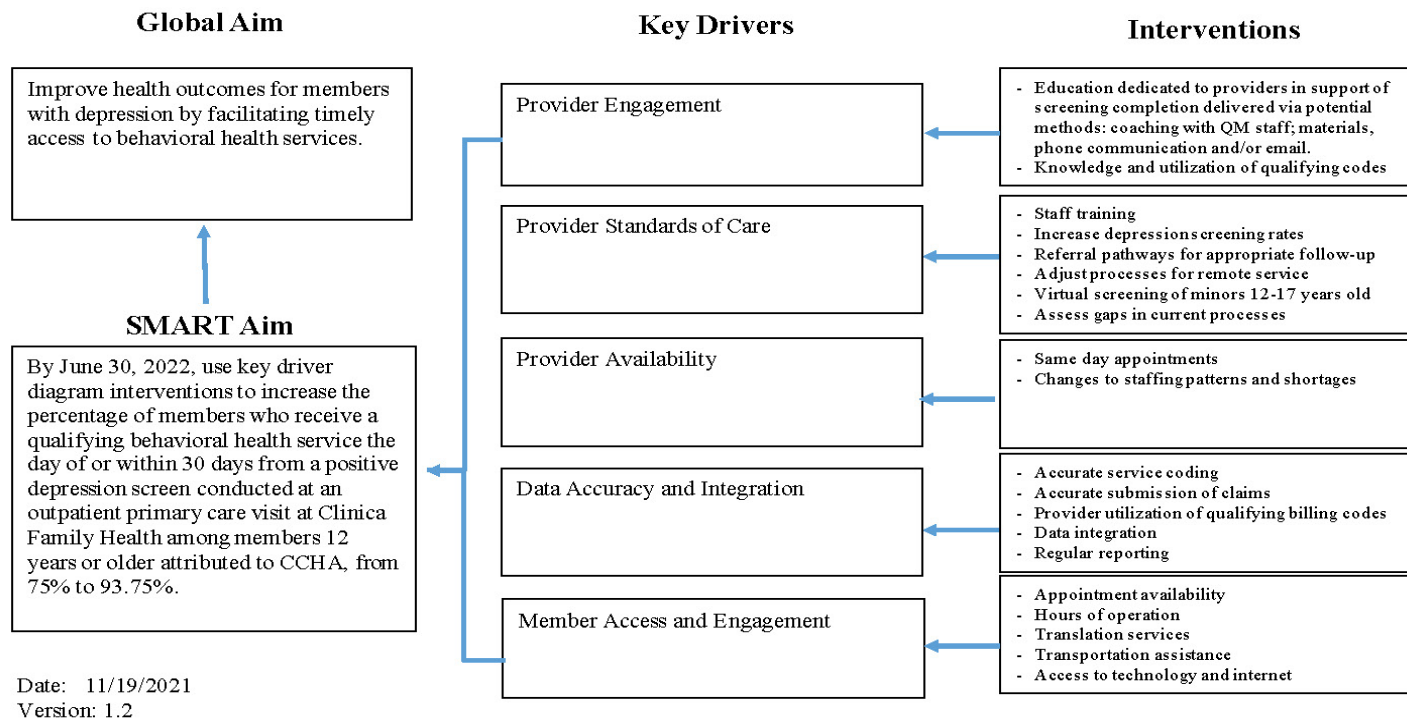 Global Aim
Improve health outcomes for members
with depression by facilitating timely
access to behavioral health services.
SMART Aim
By June 30, 2022, use key driver
diagram interventions to increase the
percentage of members who receive a
qualifying behavioral health service the
day of or within 30 days from a positive
depression screen conducted at an
outpatient primary care visit at Clinica
Family Health among members 12
years or older attributed to CCHA, from
75% to 93.75%.
Date: 11/19/2021
Version: 1.2
Key Drivers
Provider Engagement
Provider Standards of Care
Provider Availability
Data Accuracy and Integration
Member Access and Engagement
Interventions
- Education dedicated to providers in support of
screening completion delivered via potential
methods: coaching with QM staff; materials,
phone communication and/or email.
- Knowledge and utilization of qualifying codes
- Staff training
- Increase depressions creening rates
- Referral pathways for appropriate follow-up
- Adjust processes for remote service
- Virtual screening of minors 12-17 years old
- Assess gaps in current processes
- Same day appointments
- Changes to staffing patterns and shortages
- Accurate service coding
- Accurate submission of claims
- Provider utilization of qualifying billing codes
- Data integration
- Regular reporting
- Appointment availability
- Hours of operation
- Translation services
- Transportation assistance
- Access to technology and internet